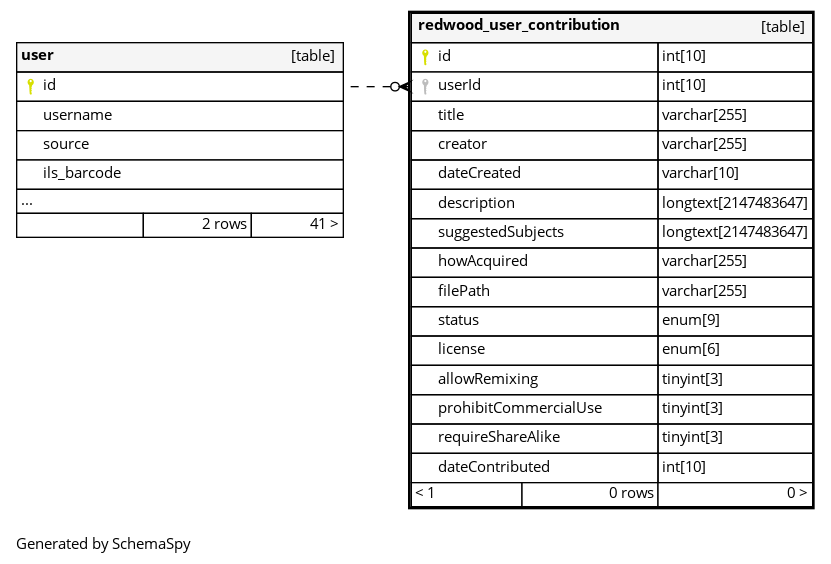 user [table]
id
username
source
ils_barcode
...
2 rows 41 >
redwood_user_contribution [table]
id int[10]
userId int[10]
title varchar[255]
creator varchar[255]
dateCreated varchar[10]
description longtext[2147483647]
suggestedSubjects longtext[2147483647]
howAcquired varchar[255]
filePath varchar[255]
status enum[9]
license enum[6]
allowRemixing tinyint[3]
prohibitCommercialUse tinyint[3]
requireShareAlike tinyint[3]
dateContributed int[10]
< 1 0 rows 0 >
Generated by SchemaSpy